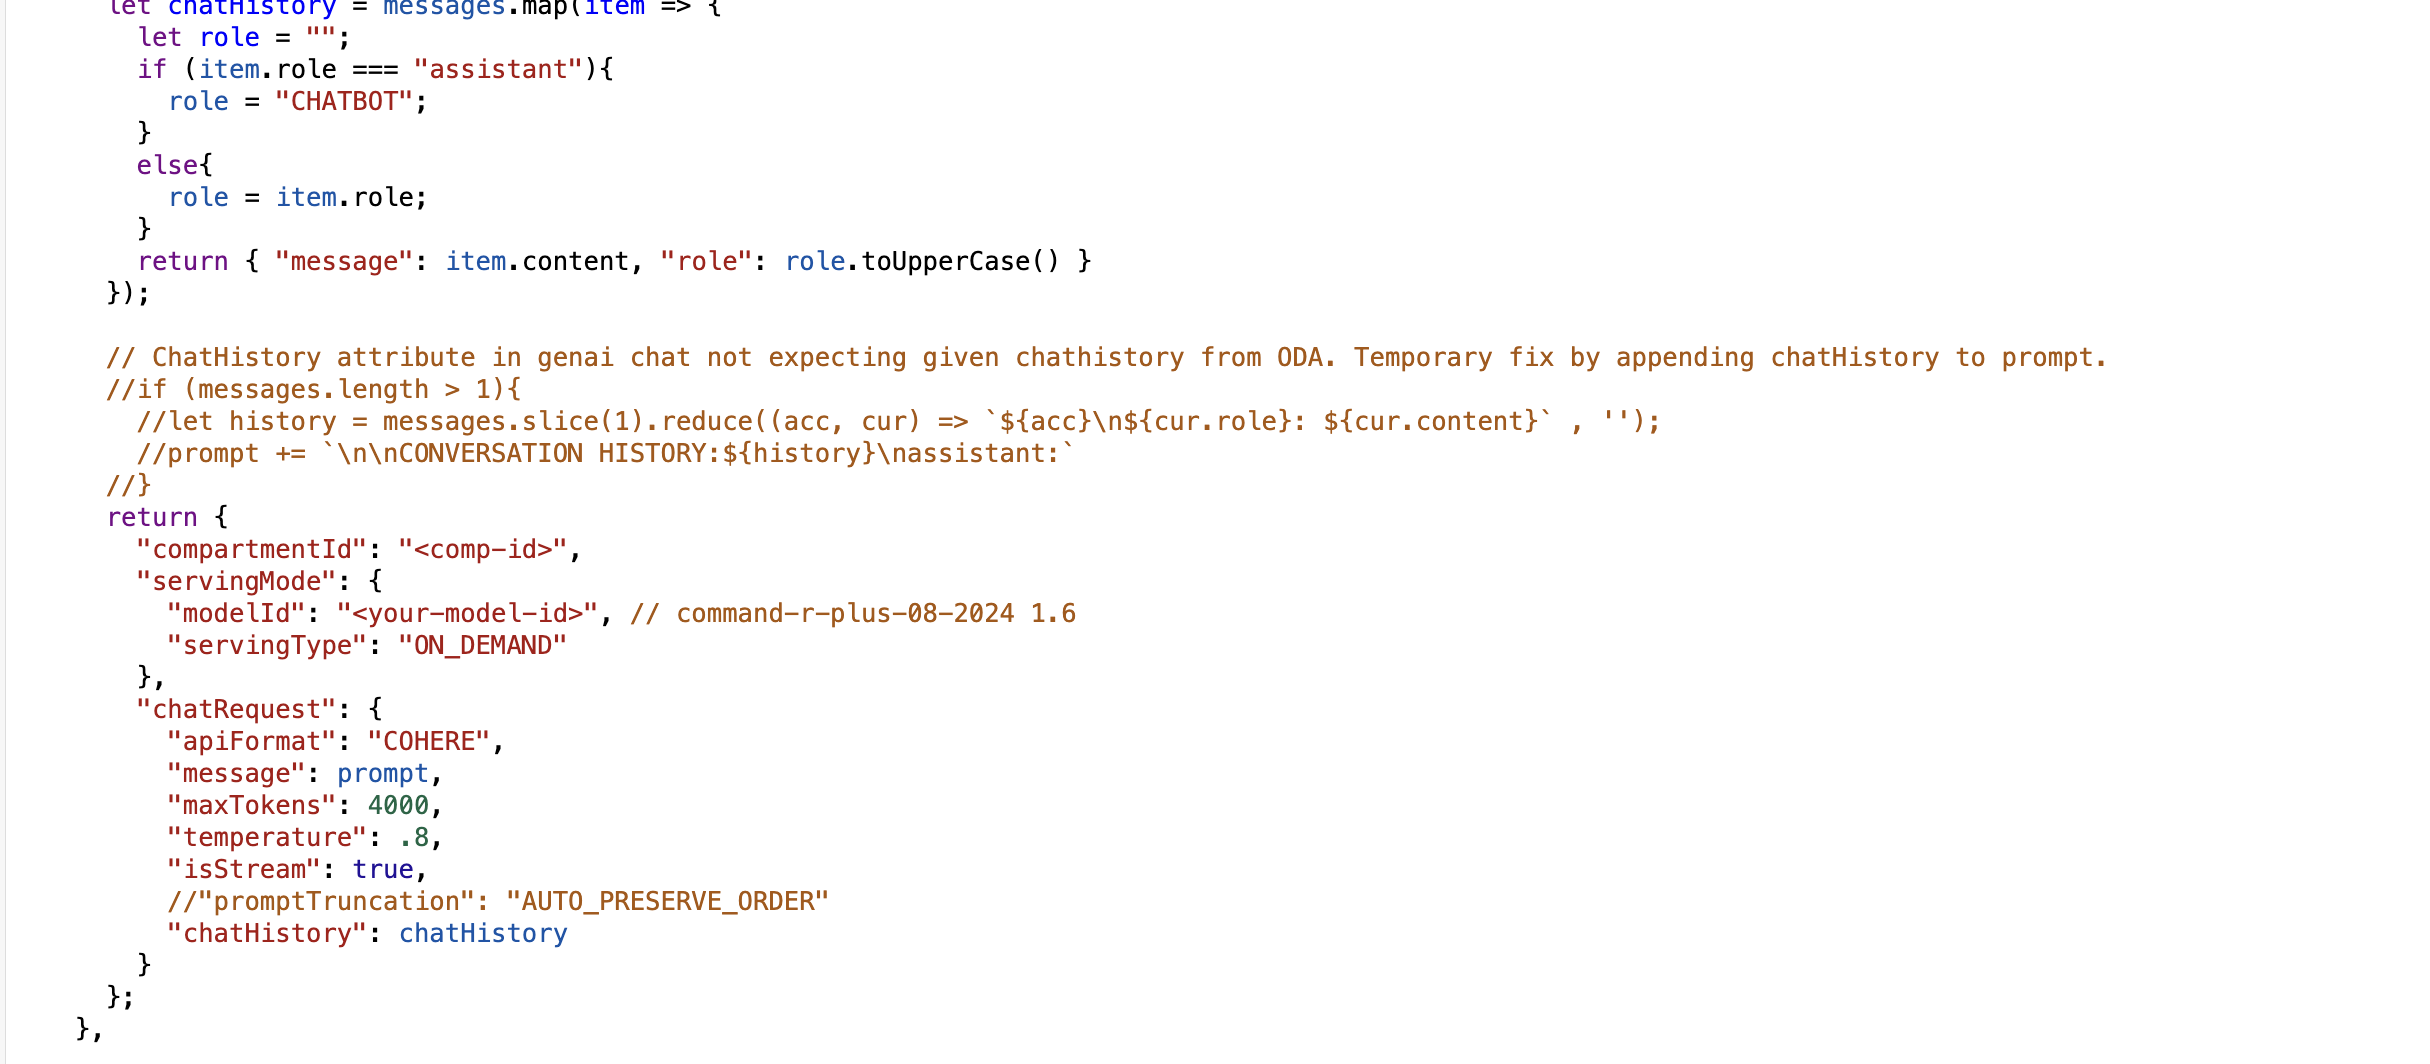 let chatHistory = messages.map(item => {
let role = "";
if (item.role === "assistant"){
role = "CHATBOT";
}
else{
role = item.role;
}
return { "message": item.content, "role": role.toUpperCase() }
});
// ChatHistory attribute in genai chat not expecting given chathistory from ODA. Temporary fix by appending chatHistory to prompt.
//if (messages.length > 1){
//let history = messages.slice(1).reduce((acc, cur) => `${acc}\n${cur.role}: ${cur.content}` , '');
//prompt += `\n\nCONVERSATION HISTORY:${history}\nassistant:`
//}
return {
"compartmentId": "<comp-id>",
"servingMode": {
"modelId": "<your-model-id>", // command-r-plus-08-2024 1.6
"servingType": "ON_DEMAND"
},
"chatRequest": {
"apiFormat": "COHERE",
"message": prompt,
"maxTokens": 4000,
"temperature": .8,
"isStream": true,
//"promptTruncation": "AUTO_PRESERVE_ORDER"
"chatHistory": chatHistory
}
};
},